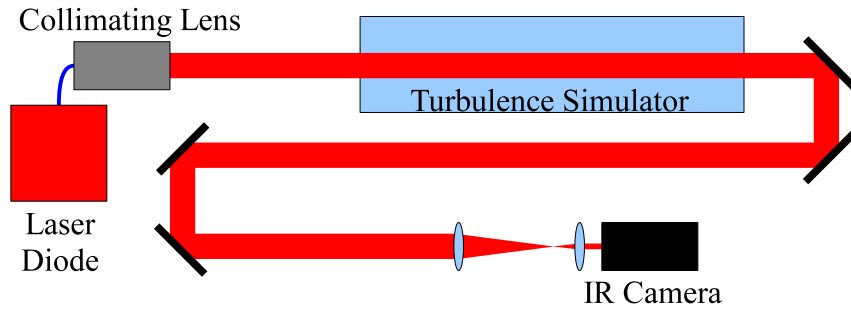 Collimating Lens
Turbulence Simulator
Laser
Diode
IR Camera